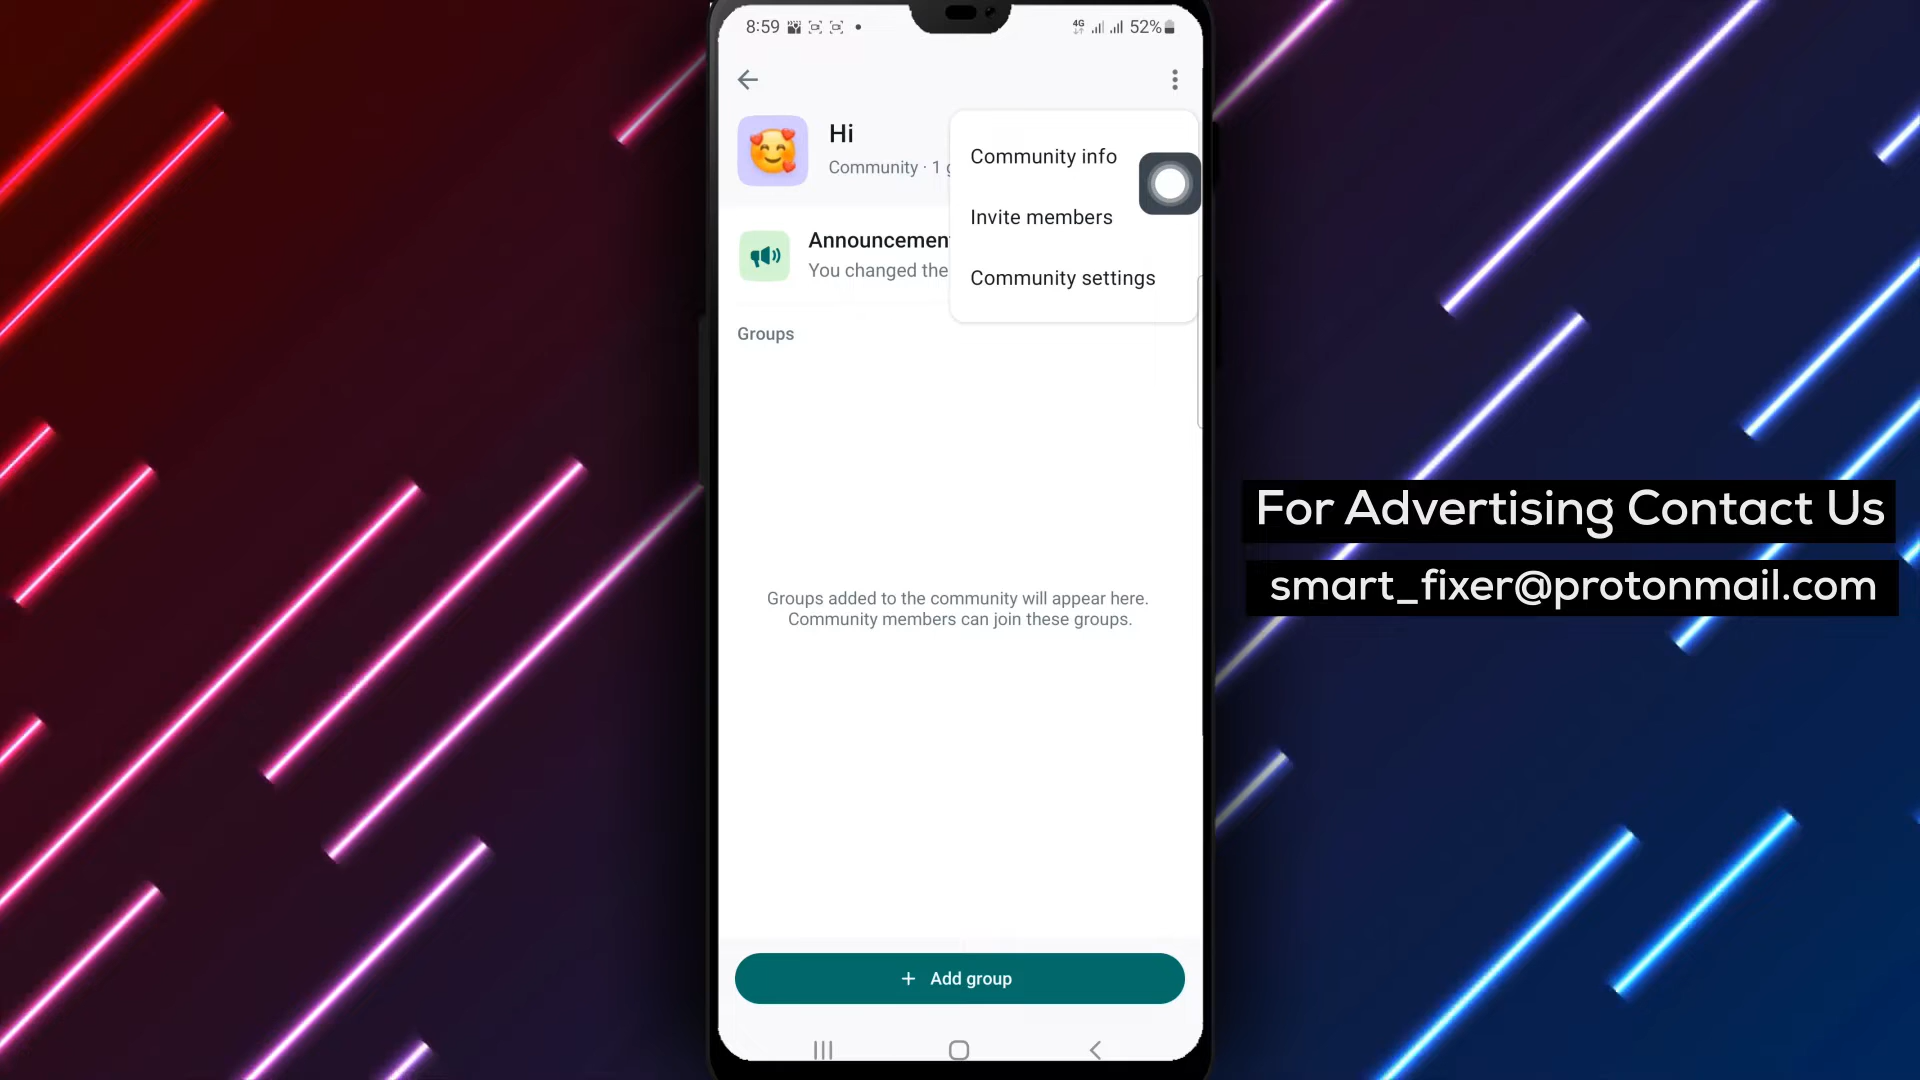 8:59
4G
52%
Hi
Community · 1 g
Community info
Invite members
Community settings
Announcemen
You changed the
Groups
Groups added to the community will appear here.
Community members can join these groups.
+ Add group
For Advertising Contact Us
smart_fixer@protonmail.com